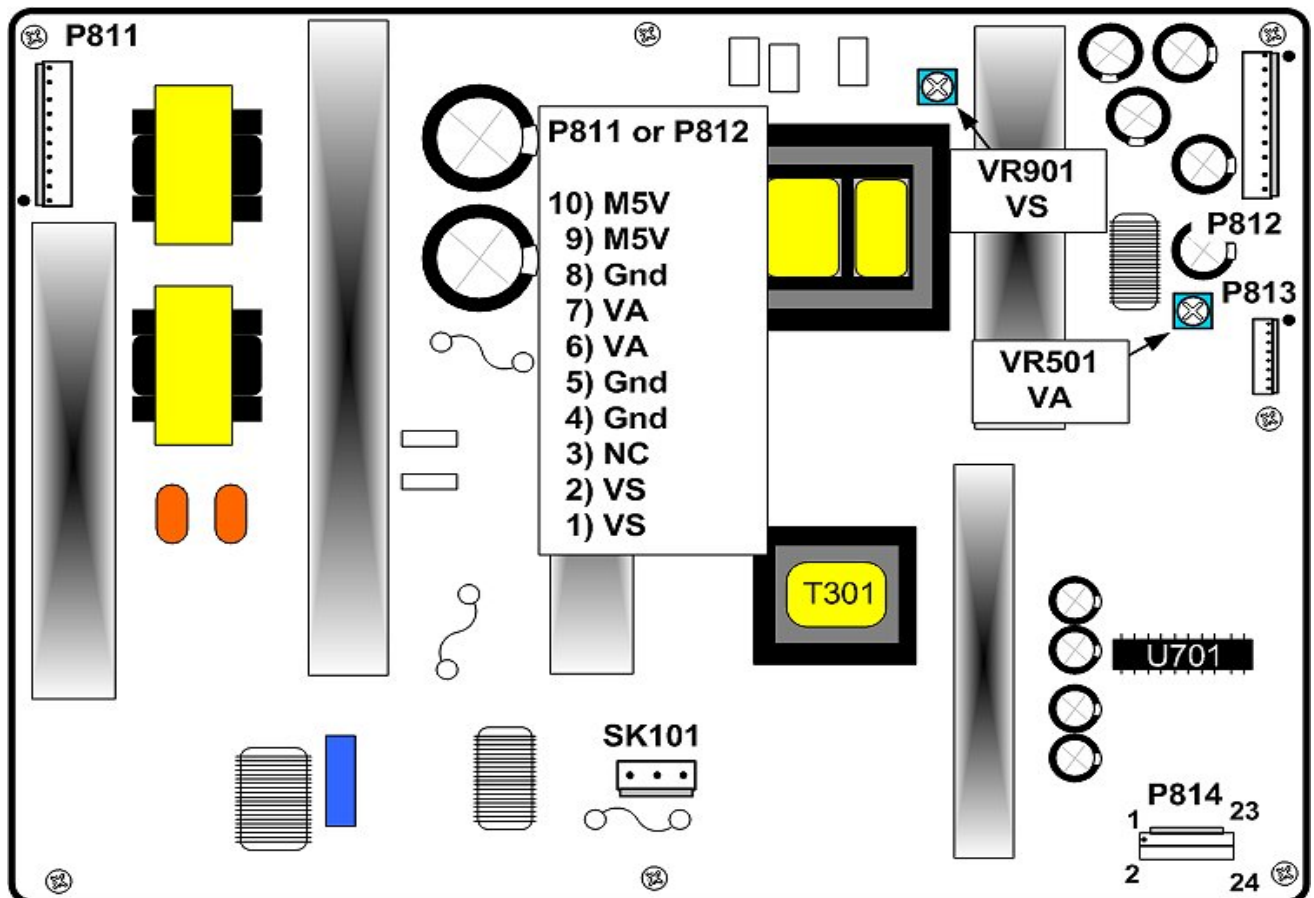 P811
P811 or P812
10) M5V
9) M5V
8) Gnd
7) VA
6) VA
5) Gnd
4) Gnd
3) NC
2) VS
1) VS
VR901
VS
P812
P813
VR501
VA
T301
U701
SK101
P814
1
23
2
24